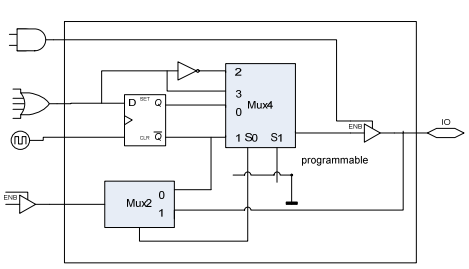 2
D SET Q
3
Mux4
0
ENB
IO
CLR Q
1 S0 S1
programmable
ENB
Mux2
0
1